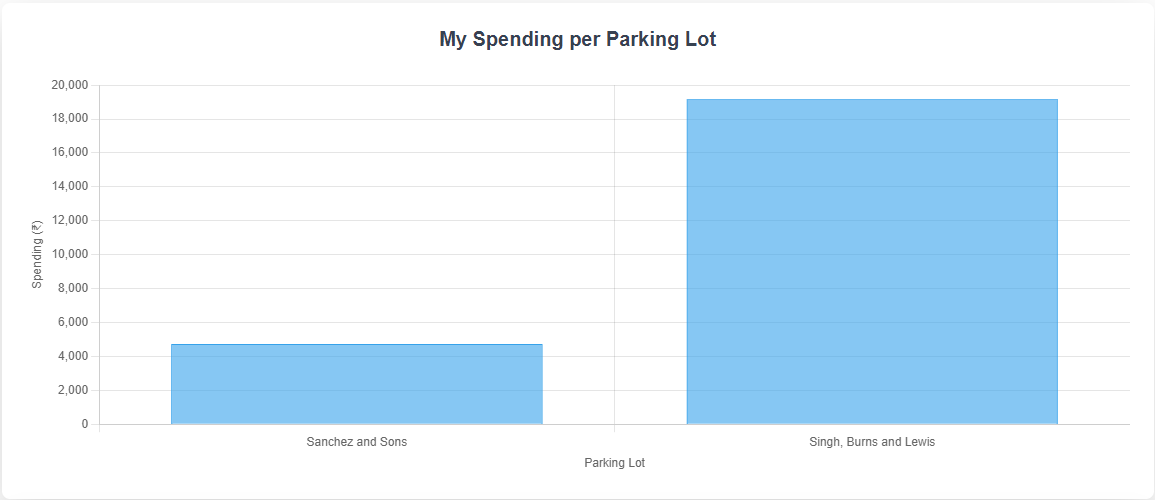 My Spending per Parking Lot
20,000
18,000
16,000
14,000
12,000
10,000
8,000
6,000
4,000
2,000
0
Spending (₹)
Sanchez and Sons
Singh, Burns and Lewis
Parking Lot